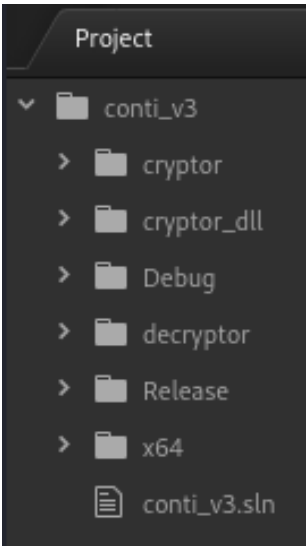 Project
conti_v3
cryptor
cryptor_dll
Debug
decryptor
Release
x64
conti_v3.sln